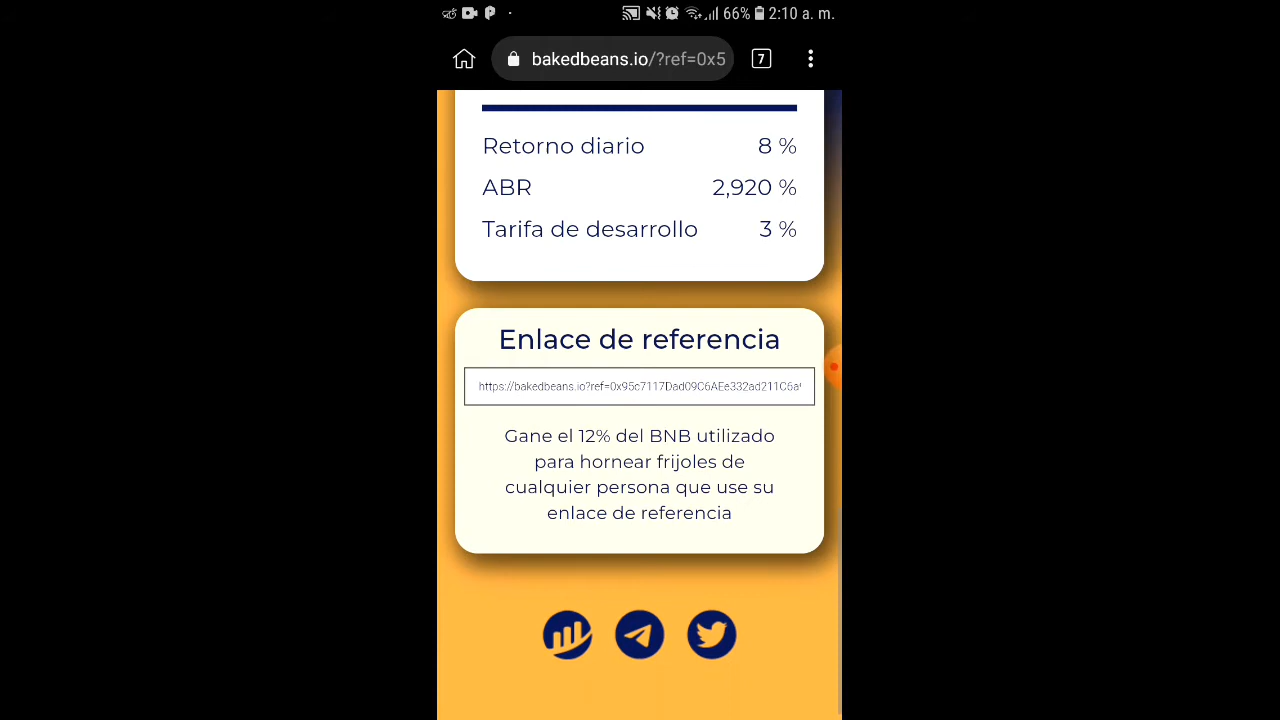 66% 2:10 a. m.
bakedbeans.io/?ref=0x5
7
Retorno diario 8 %
ABR 2,920 %
Tarifa de desarrollo 3 %
Enlace de referencia
https://bakedbeans.io?ref=0x95c7117Dad09C6AEe332ad211C6a
Gane el 12% del BNB utilizado
para hornear frijoles de
cualquier persona que use su
enlace de referencia